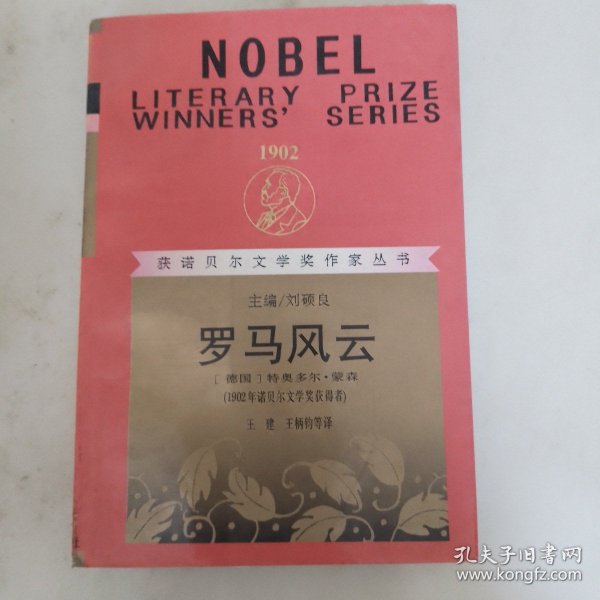 NOBEL
LITERARY PRIZE
WINNERS' SERIES
1902
获诺贝尔文学奖作家丛书
主编/刘硕良
罗马风云
[德国]特奥多尔·蒙森
(1902年诺贝尔文学奖获得者)
王 建 王柄钧等译
孔夫子旧书网
www.kongfz.com